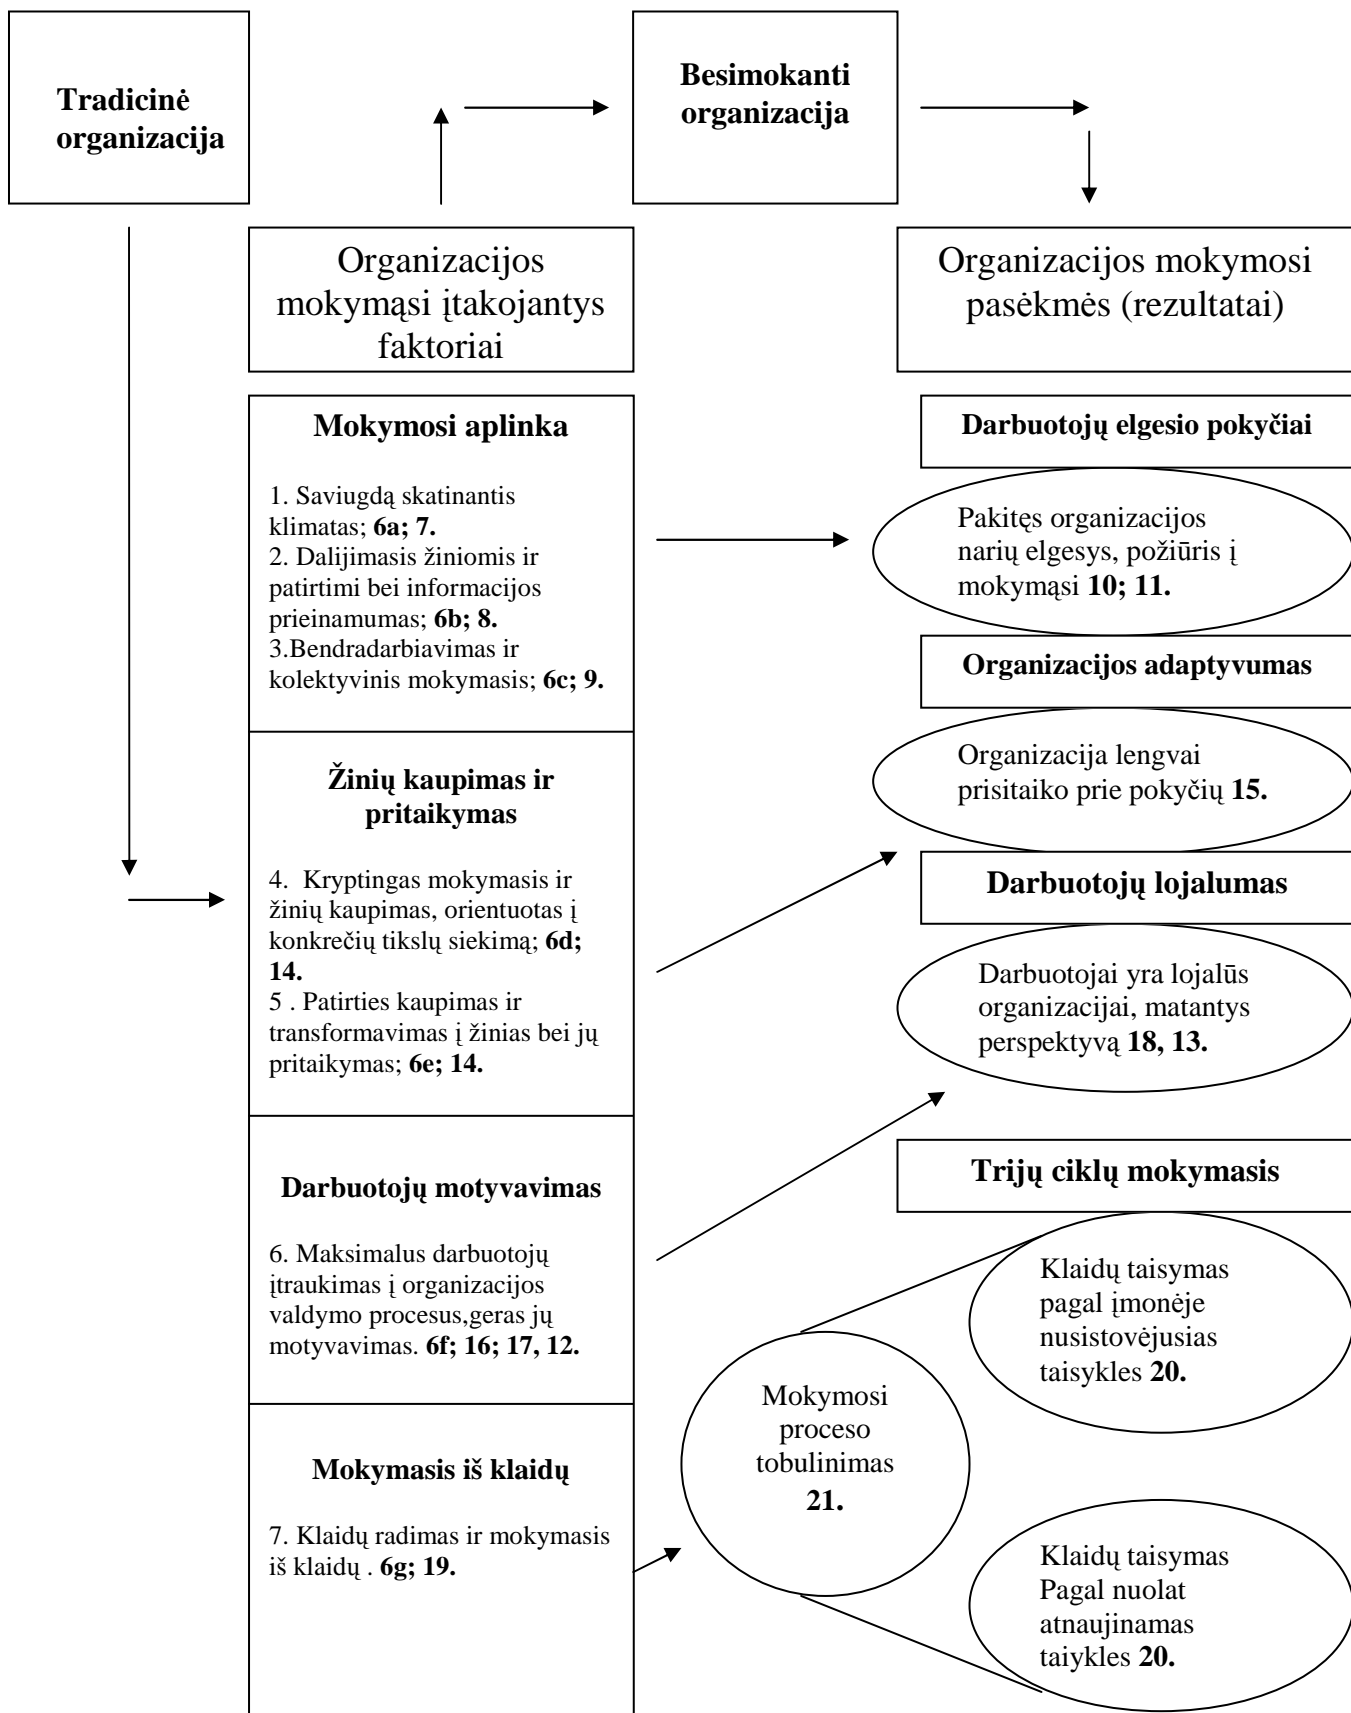 Tradicinė
organizacija
Besimokanti
organizacija
Organizacijos
mokymąsi įtakojantys
faktoriai
Organizacijos mokymosi
pasėkmės (rezultatai)
Mokymosi aplinka
1. Saviugdą skatinantis
klimatas; 6a; 7.
2. Dalijimasis žiniomis ir
patirtimi bei informacijos
prieinamumas; 6b; 8.
3.Bendradarbiavimas ir
kolektyvinis mokymasis; 6c; 9.
Žinių kaupimas ir
pritaikymas
4.  Kryptingas mokymasis ir
žinių kaupimas, orientuotas į
konkrečių tikslų siekimą; 6d;
14.
5 . Patirties kaupimas ir
transformavimas į žinias bei jų
pritaikymas; 6e; 14.
Darbuotojų motyvavimas
6. Maksimalus darbuotojų
įtraukimas į organizacijos
valdymo procesus,geras jų
motyvavimas. 6f; 16; 17, 12.
Mokymasis iš klaidų
7. Klaidų radimas ir mokymasis
iš klaidų . 6g; 19.
Darbuotojų elgesio pokyčiai
Pakitęs organizacijos
narių elgesys, požiūris į
mokymąsi 10; 11.
Organizacijos adaptyvumas
Organizacija lengvai
prisitaiko prie pokyčių 15.
Darbuotojų lojalumas
Darbuotojai yra lojalūs
organizacijai, matantys
perspektyvą 18, 13.
Trijų ciklų mokymasis
Mokymosi
proceso
tobulinimas
21.
Klaidų taisymas
pagal įmonėje
nusistovėjusias
taisykles 20.
Klaidų taisymas
Pagal nuolat
atnaujinamas
taiykles 20.